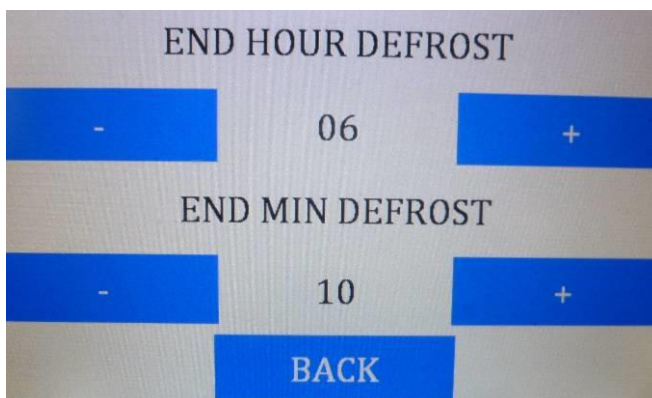 END HOUR DEFROST
- 06 +
END MIN DEFROST
- 10 +
BACK